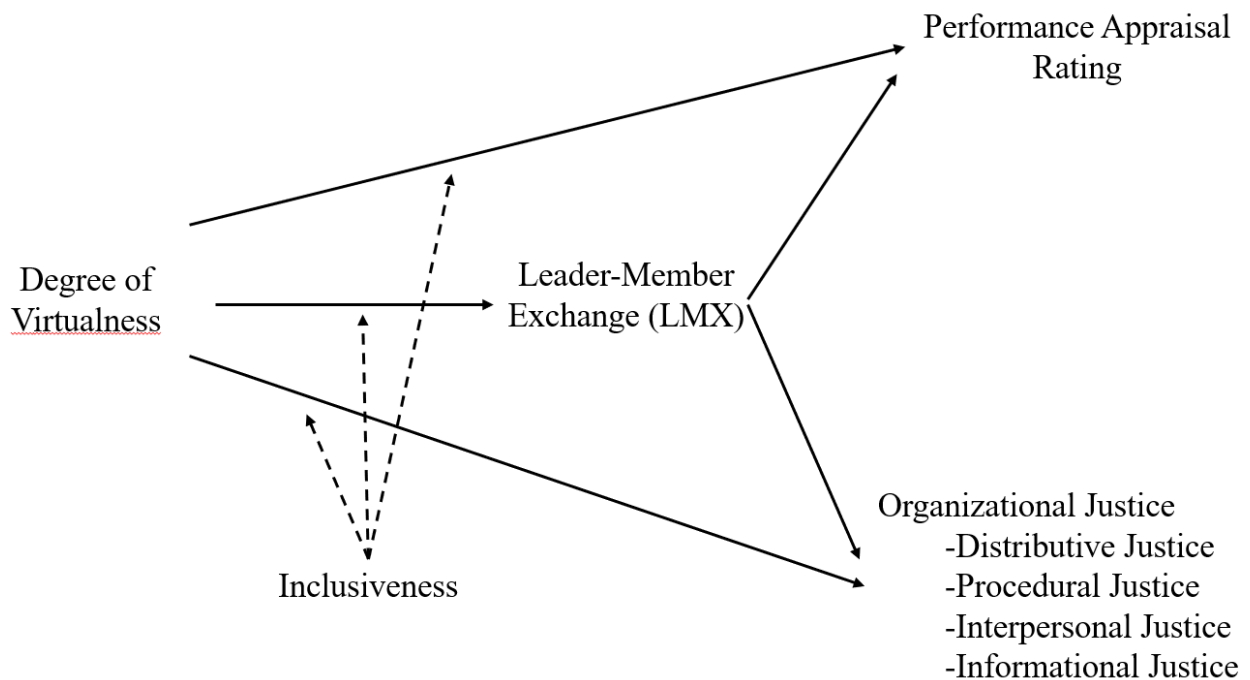 Performance Appraisal
Rating
Degree of
Virtualness
Leader-Member
Exchange (LMX)
Organizational Justice
-Distributive Justice
-Procedural Justice
-Interpersonal Justice
-Informational Justice
Inclusiveness